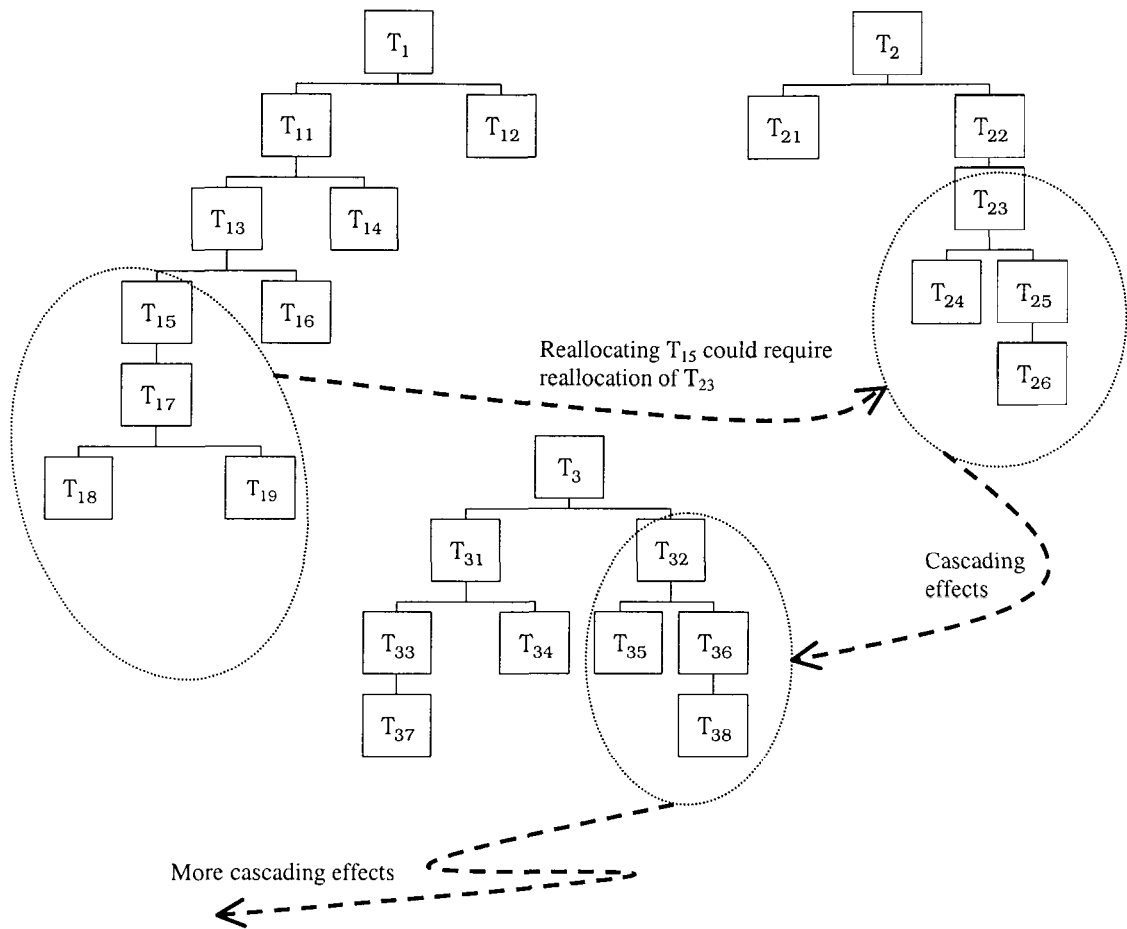 T1
T2
T11
T12
T21
T22
T13
T14
T23
T15
T16
T24
T25
Reallocating T15 could require
reallocation of T23
T17
T26
T3
T18
T19
T31
T32
Cascading
effects
T33
T34
T35
T36
T37
T38
More cascading effects